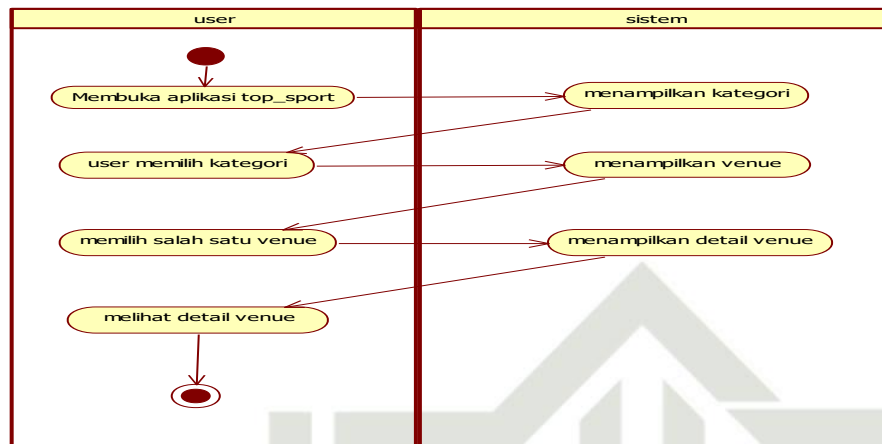 user
sistem
Membuka aplikasi top_sport
menampilkan kategori
user memilih kategori
menampilkan venue
memilih salah satu venue
menampilkan detail venue
melihat detail venue